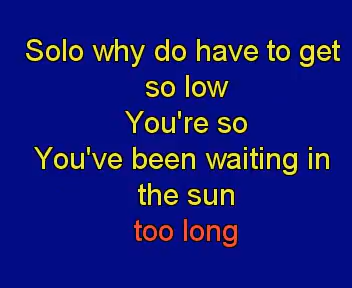 Solo why do have to get
so low
You're so
You've been waiting in
the sun
too long